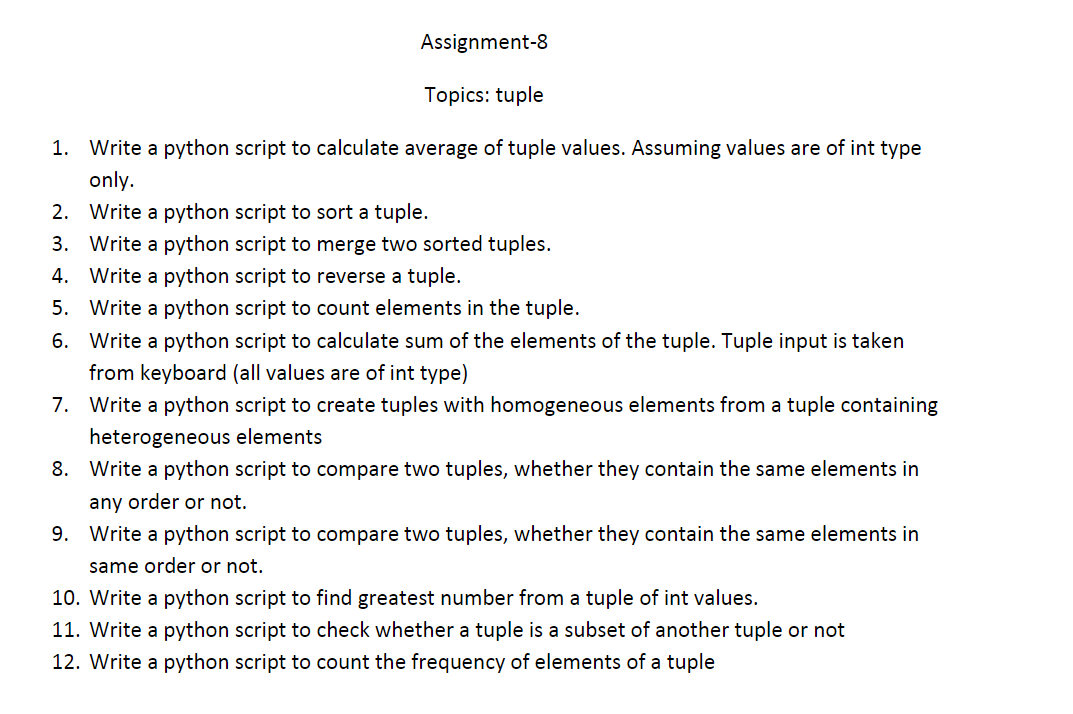 Assignment-8
Topics: tuple
1. Write a python script to calculate average of tuple values. Assuming values are of int type
only.
2. Write a python script to sort a tuple.
3. Write a python script to merge two sorted tuples.
4. Write a python script to reverse a tuple.
5. Write a python script to count elements in the tuple.
6. Write a python script to calculate sum of the elements of the tuple. Tuple input is taken
from keyboard (all values are of int type)
7. Write a python script to create tuples with homogeneous elements from a tuple containing
heterogeneous elements
8. Write a python script to compare two tuples, whether they contain the same elements in
any order or not.
9. Write a python script to compare two tuples, whether they contain the same elements in
same order or not.
10. Write a python script to find greatest number from a tuple of int values.
11. Write a python script to check whether a tuple is a subset of another tuple or not
12. Write a python script to count the frequency of elements of a tuple